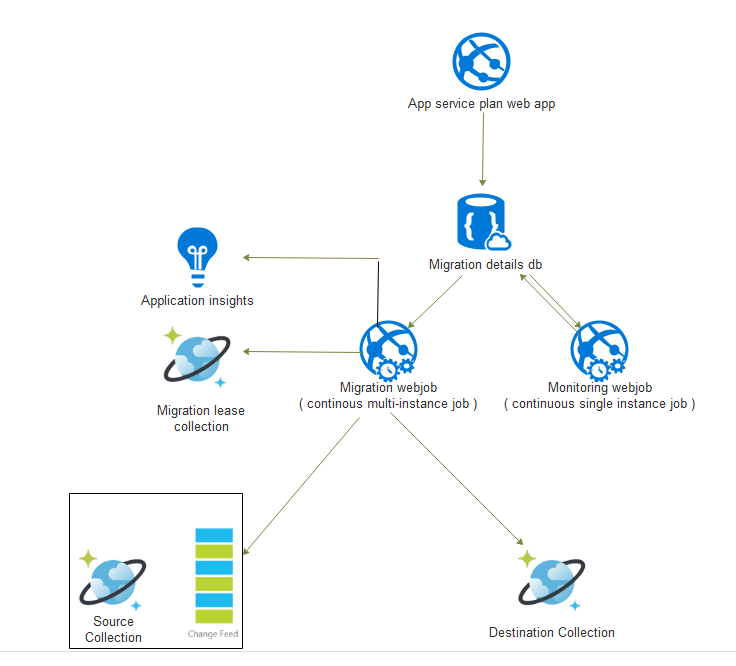 App service plan web app
Migration details db
Application insights
Migration webjob
( continous multi-instance job )
Monitoring webjob
( continuous single instance job )
Migration lease
collection
Source
Collection
Change Feed
Destination Collection